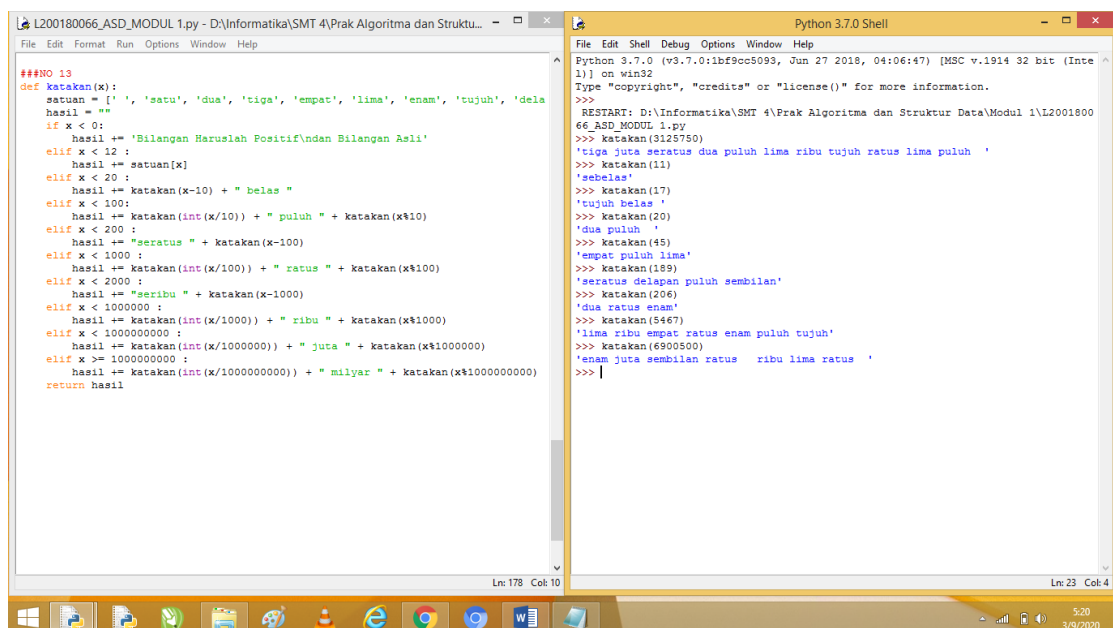 L200180066_ASD_MODUL 1.py - D:\Informatika\SMT 4\Prak Algoritma dan Struktu...
File Edit Format Run Options Window Help
###NO 13
def katakan(x):
    satuan = [' ', 'satu', 'dua', 'tiga', 'empat', 'lima', 'enam', 'tujuh', 'dela
    hasil = ""
    if x < 0:
        hasil += 'Bilangan Haruslah Positif\ndan Bilangan Asli'
    elif x < 12 :
        hasil += satuan[x]
    elif x < 20 :
        hasil += katakan(x-10) + " belas "
    elif x < 100:
        hasil += katakan(int(x/10)) + " puluh " + katakan(x%10)
    elif x < 200 :
        hasil += "seratus " + katakan(x-100)
    elif x < 1000 :
        hasil += katakan(int(x/100)) + " ratus " + katakan(x%100)
    elif x < 2000 :
        hasil += "seribu " + katakan(x-1000)
    elif x < 1000000 :
        hasil += katakan(int(x/1000)) + " ribu " + katakan(x%1000)
    elif x < 1000000000 :
        hasil += katakan(int(x/1000000)) + " juta " + katakan(x%1000000)
    elif x >= 1000000000 :
        hasil += katakan(int(x/1000000000)) + " milyar " + katakan(x%1000000000)
    return hasil
Ln: 178 Col: 10
Python 3.7.0 Shell
File Edit Shell Debug Options Window Help
Python 3.7.0 (v3.7.0:1bf9cc5093, Jun 27 2018, 04:06:47) [MSC v.1914 32 bit (Inte
l)] on win32
Type "copyright", "credits" or "license()" for more information.
>>>
 RESTART: D:\Informatika\SMT 4\Prak Algoritma dan Struktur Data\Modul 1\L2001800
66_ASD_MODUL 1.py
>>> katakan(3125750)
'tiga juta seratus dua puluh lima ribu tujuh ratus lima puluh  '
>>> katakan(11)
'sebelas'
>>> katakan(17)
'tujuh belas '
>>> katakan(20)
'dua puluh  '
>>> katakan(45)
'empat puluh lima'
>>> katakan(189)
'seratus delapan puluh sembilan'
>>> katakan(206)
'dua ratus enam'
>>> katakan(5467)
'lima ribu empat ratus enam puluh tujuh'
>>> katakan(6900500)
'enam juta sembilan ratus   ribu lima ratus  '
>>>
Ln: 23 Col: 4
5:20
3/9/2020